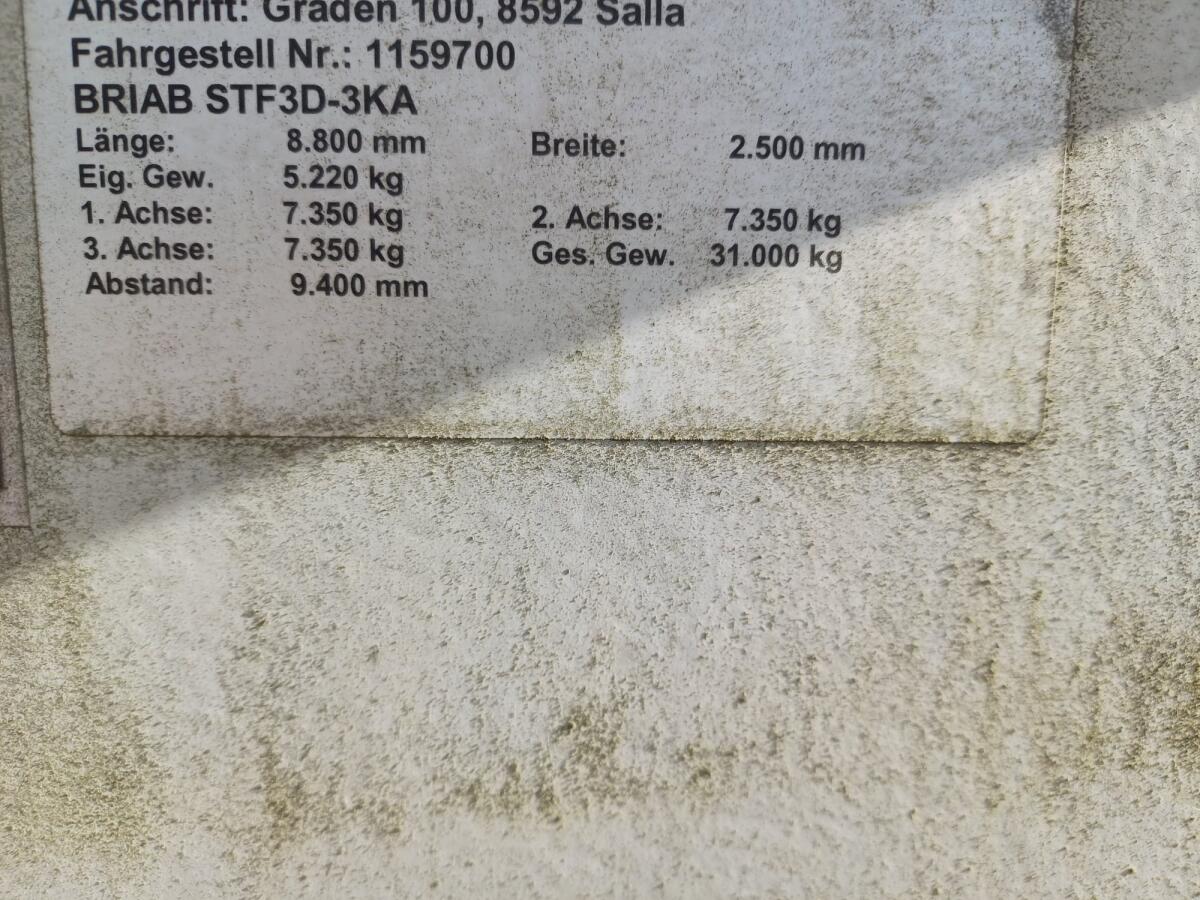 Anschrift: Graden 100, 8592 Salla
Fahrgestell Nr.: 1159700
BRIAB STF3D-3KA
Länge: 8.800 mm Breite: 2.500 mm
Eig. Gew. 5.220 kg
1. Achse: 7.350 kg 2. Achse: 7.350 kg
3. Achse: 7.350 kg Ges. Gew. 31.000 kg
Abstand: 9.400 mm